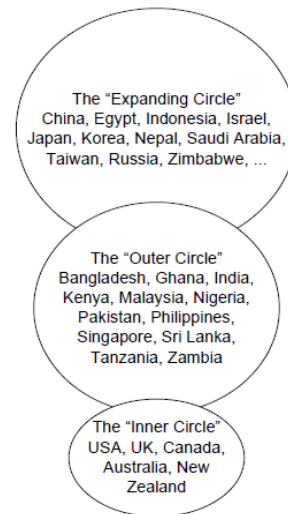 The “Expanding Circle”
China, Egypt, Indonesia, Israel,
Japan, Korea, Nepal, Saudi Arabia,
Taiwan, Russia, Zimbabwe, ...
The “Outer Circle”
Bangladesh, Ghana, India,
Kenya, Malaysia, Nigeria,
Pakistan, Philippines,
Singapore, Sri Lanka,
Tanzania, Zambia
The “Inner Circle”
USA, UK, Canada,
Australia, New
Zealand